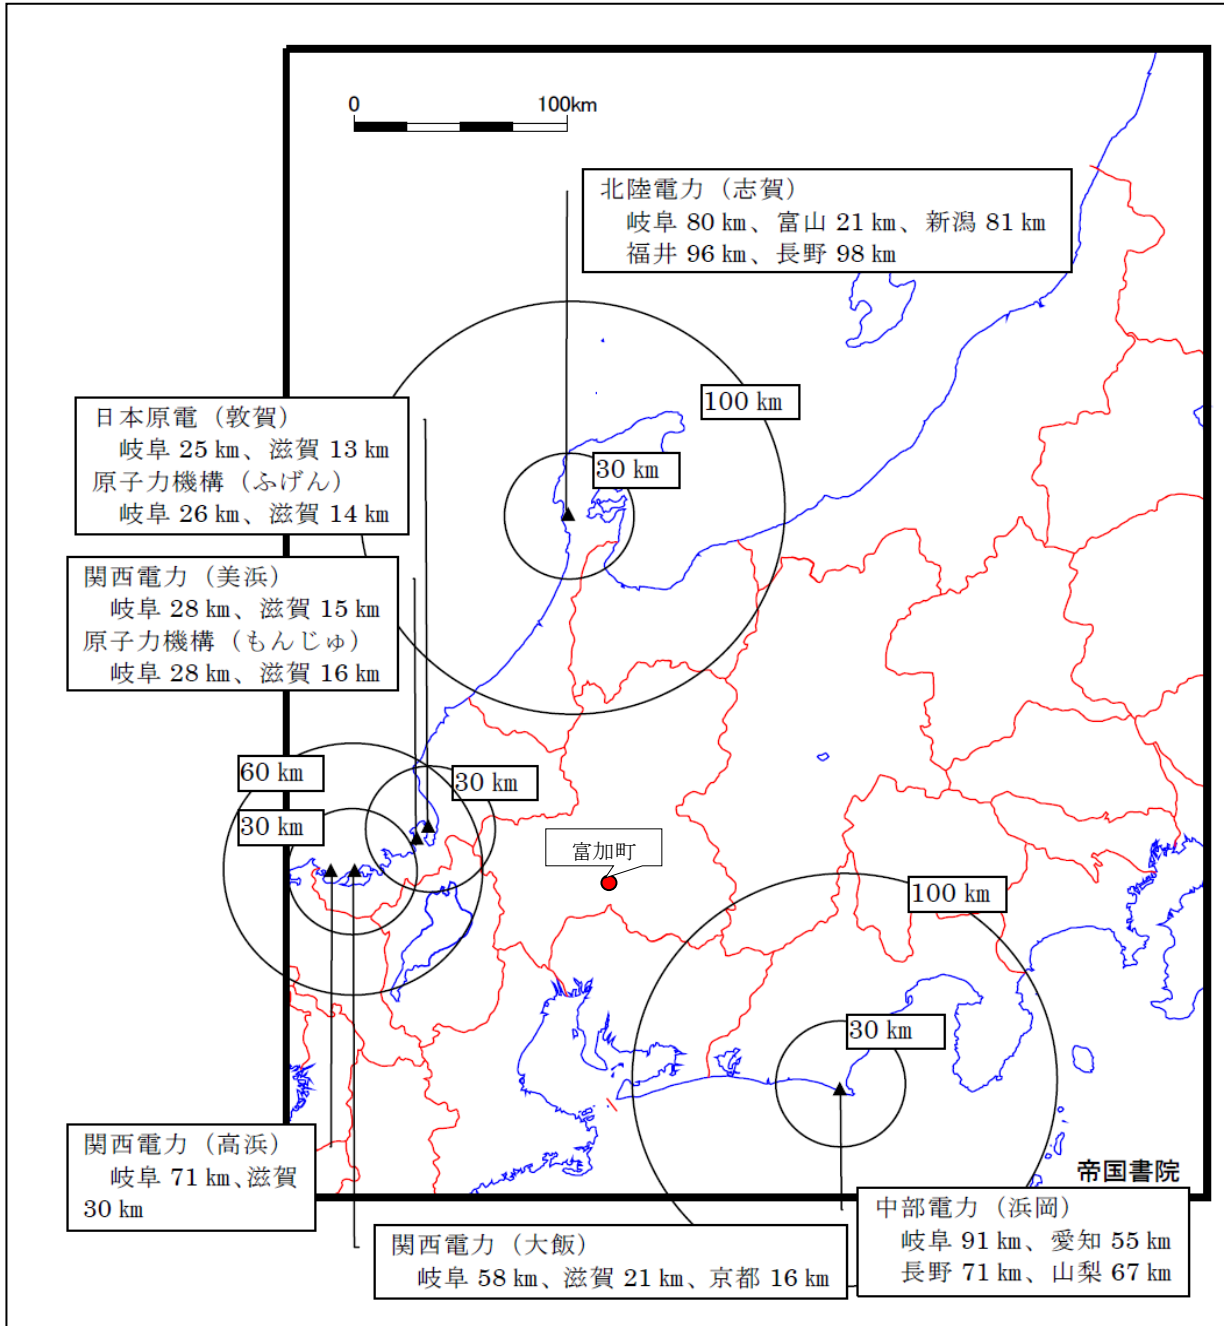 0 100km
北陸電力（志賀）
岐阜 80 ㎞、富山 21 ㎞、新潟 81 ㎞
福井 96 ㎞、長野 98 ㎞
100 ㎞
30 ㎞
日本原電（敦賀）
岐阜 25 ㎞、滋賀 13 ㎞
原子力機構（ふげん）
岐阜 26 ㎞、滋賀 14 ㎞
関西電力（美浜）
岐阜 28 ㎞、滋賀 15 ㎞
原子力機構（もんじゅ）
岐阜 28 ㎞、滋賀 16 ㎞
60 ㎞
30 ㎞
30 ㎞
富加町
100 ㎞
30 ㎞
関西電力（高浜）
岐阜 71 ㎞、滋賀
30 ㎞
帝国書院
関西電力（大飯）
岐阜 58 ㎞、滋賀 21 ㎞、京都 16 ㎞
中部電力（浜岡）
岐阜 91 ㎞、愛知 55 ㎞
長野 71 ㎞、山梨 67 ㎞